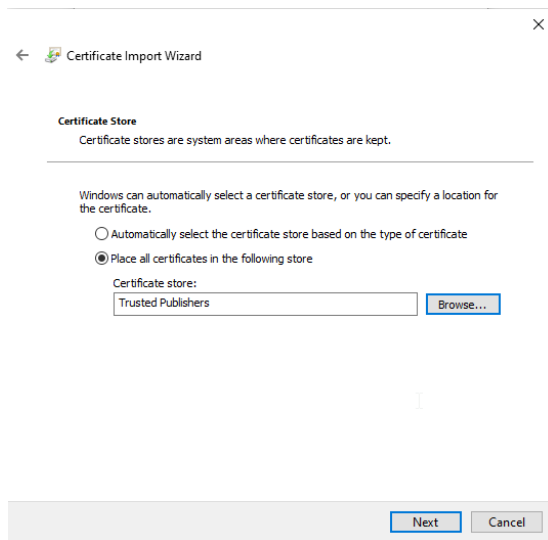 Certificate Import Wizard
Certificate Store
Certificate stores are system areas where certificates are kept.
Windows can automatically select a certificate store, or you can specify a location for
the certificate.
Automatically select the certificate store based on the type of certificate
Place all certificates in the following store
Certificate store:
Trusted Publishers
Browse...
Next
Cancel